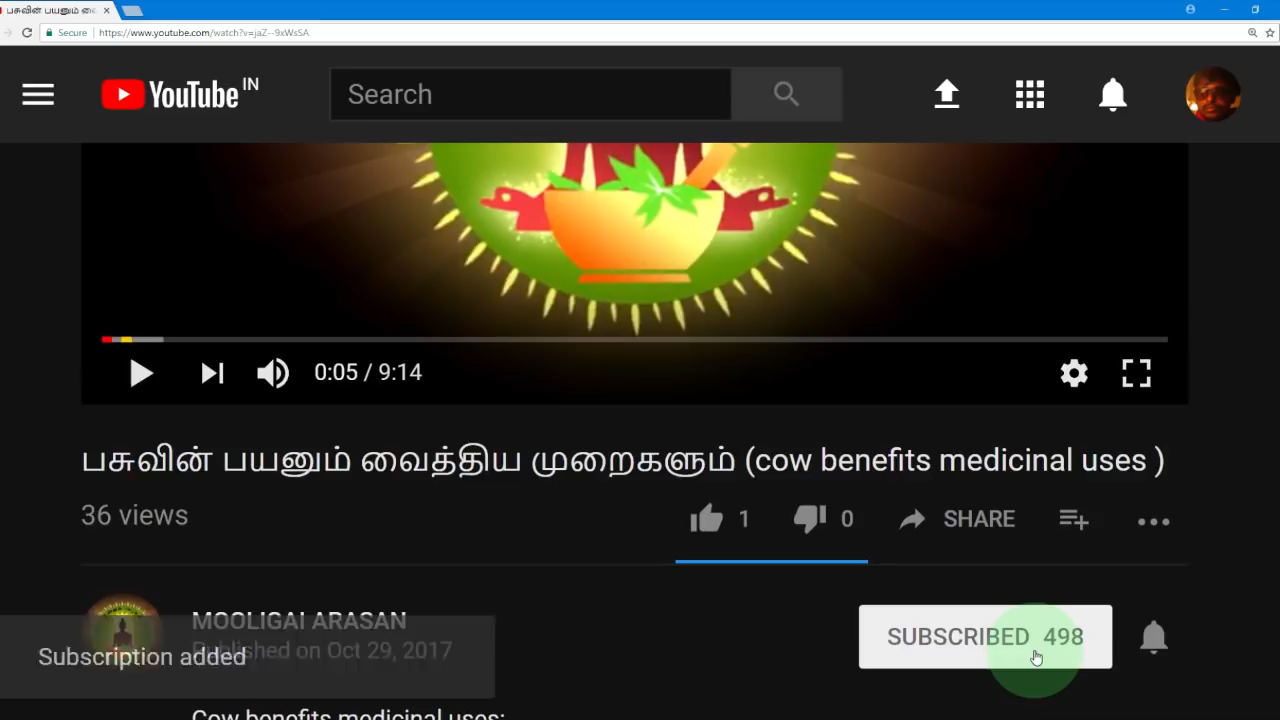 பசுவின் பயனும் வை
Secure https://www.youtube.com/watch?v=jaZ--9xWsSA
YouTube IN
Search
0:05 / 9:14
பசுவின் பயனும் வைத்திய முறைகளும் (cow benefits medicinal uses )
36 views
1 0 SHARE
MOOLIGAI ARASAN
Published on Oct 29, 2017
SUBSCRIBED 498
Subscription added
Cow benefits medicinal uses: